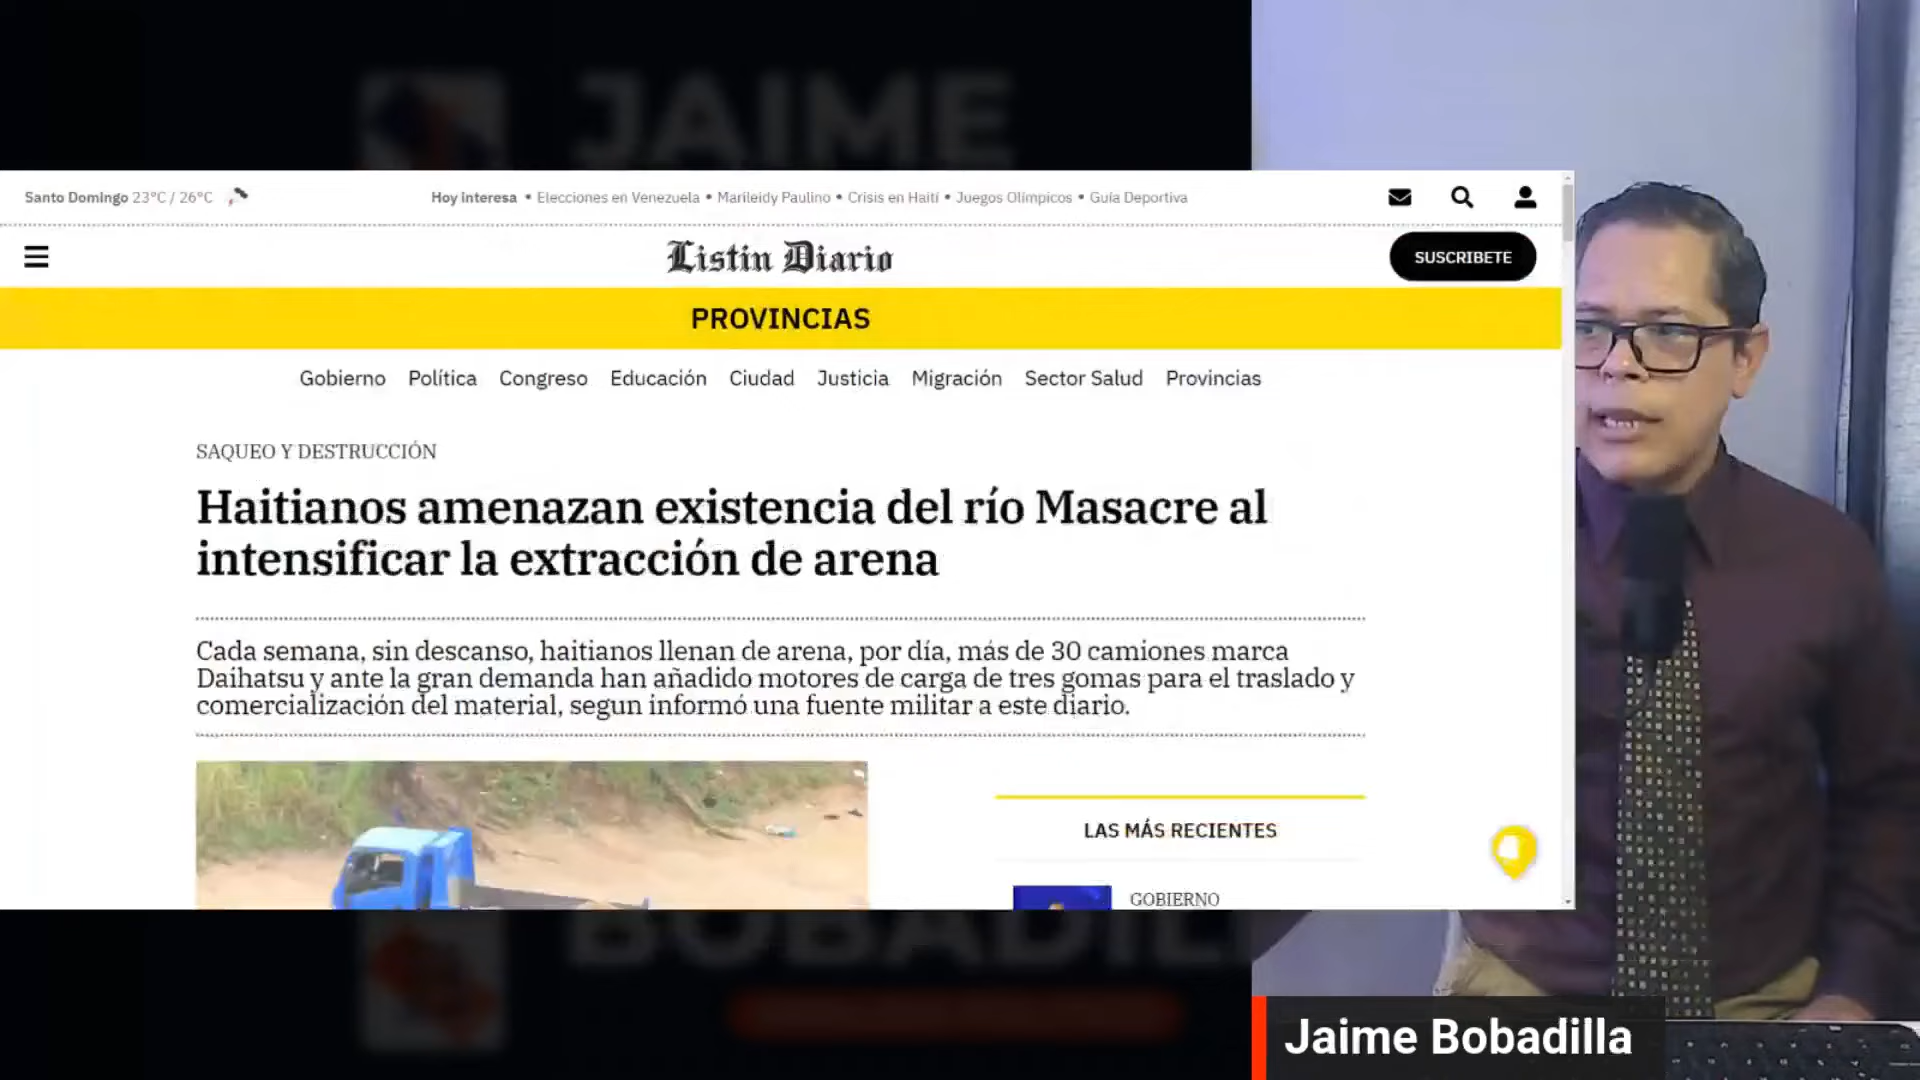 JAIME
Santo Domingo 23°C / 26°C
Hoy interesa • Elecciones en Venezuela • Marileidy Paulino • Crisis en Haití • Juegos Olímpicos • Guía Deportiva
Listin Diario
SUSCRIBETE
PROVINCIAS
Gobierno Política Congreso Educación Ciudad Justicia Migración Sector Salud Provincias
SAQUEO Y DESTRUCCIÓN
Haitianos amenazan existencia del río Masacre al
intensificar la extracción de arena
Cada semana, sin descanso, haitianos llenan de arena, por día, más de 30 camiones marca
Daihatsu y ante la gran demanda han añadido motores de carga de tres gomas para el traslado y
comercialización del material, segun informó una fuente militar a este diario.
LAS MÁS RECIENTES
GOBIERNO
BOBADILL
Jaime Bobadilla